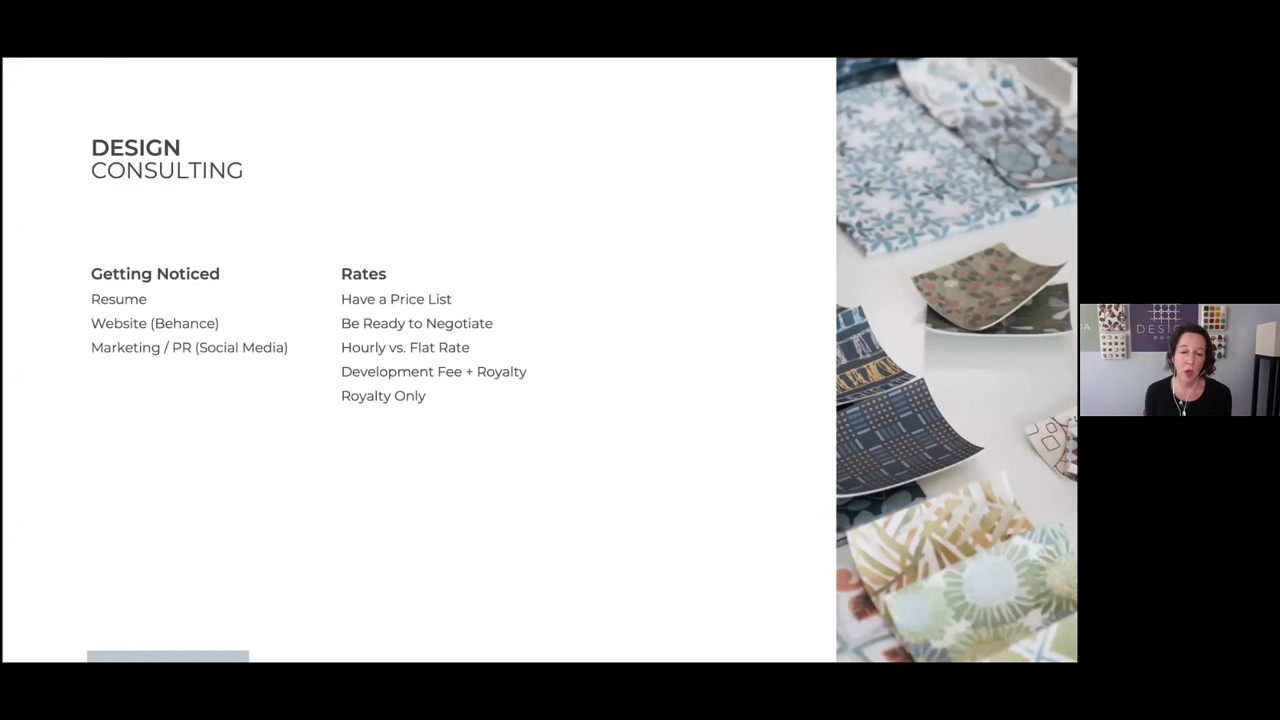 DESIGN
CONSULTING
Getting Noticed
Resume
Website (Behance)
Marketing / PR (Social Media)
Rates
Have a Price List
Be Ready to Negotiate
Hourly vs. Flat Rate
Development Fee + Royalty
Royalty Only